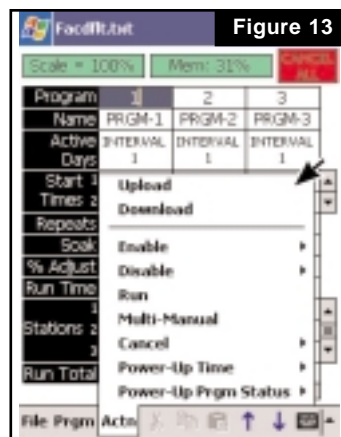 Facdflt.txt Figure 13
Scale = 100% Mem: 31% CANCEL ALL
Program 1 2 3
Name PRGM-1 PRGM-2 PRGM-3
Active Days INTERVAL 1 INTERVAL 1 INTERVAL 1
Start 1
Times 2
Repeats
Soak
% Adjust
Run Time
1
Stations 2
3
Run Total
Upload
Download
Enable
Disable
Run
Multi-Manual
Cancel
Power-Up Time
Power-Up Prgm Status
File Prgm Actn